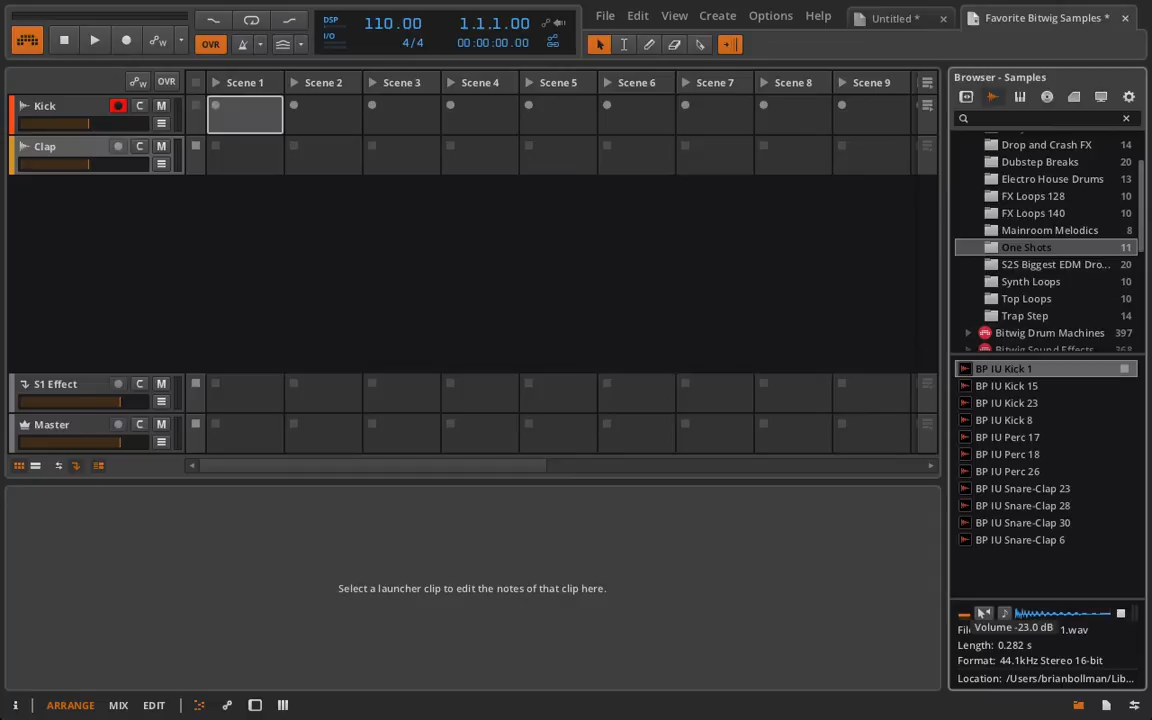 File Edit View Create Options Help
Untitled *
Favorite Bitwig Samples *
OVR
DSP
I/O
110.00
4/4
1.1.1.00
00:00:00.00
OVR
Scene 1
Scene 2
Scene 3
Scene 4
Scene 5
Scene 6
Scene 7
Scene 8
Scene 9
Kick
C M
Clap
C M
S1 Effect
C M
Master
C M
Select a launcher clip to edit the notes of that clip here.
Browser - Samples
Drop and Crash FX 14
Dubstep Breaks 20
Electro House Drums 13
FX Loops 128 10
FX Loops 140 10
Mainroom Melodics 8
One Shots 11
S2S Biggest EDM Dro... 20
Synth Loops 10
Top Loops 10
Trap Step 14
Bitwig Drum Machines 397
Bitwig Sound Effects 368
BP IU Kick 1
BP IU Kick 15
BP IU Kick 23
BP IU Kick 8
BP IU Perc 17
BP IU Perc 18
BP IU Perc 26
BP IU Snare-Clap 23
BP IU Snare-Clap 28
BP IU Snare-Clap 30
BP IU Snare-Clap 6
Volume -23.0 dB
1.wav
Length: 0.282 s
Format: 44.1kHz Stereo 16-bit
Location: /Users/brianbollman/Lib...
i ARRANGE MIX EDIT